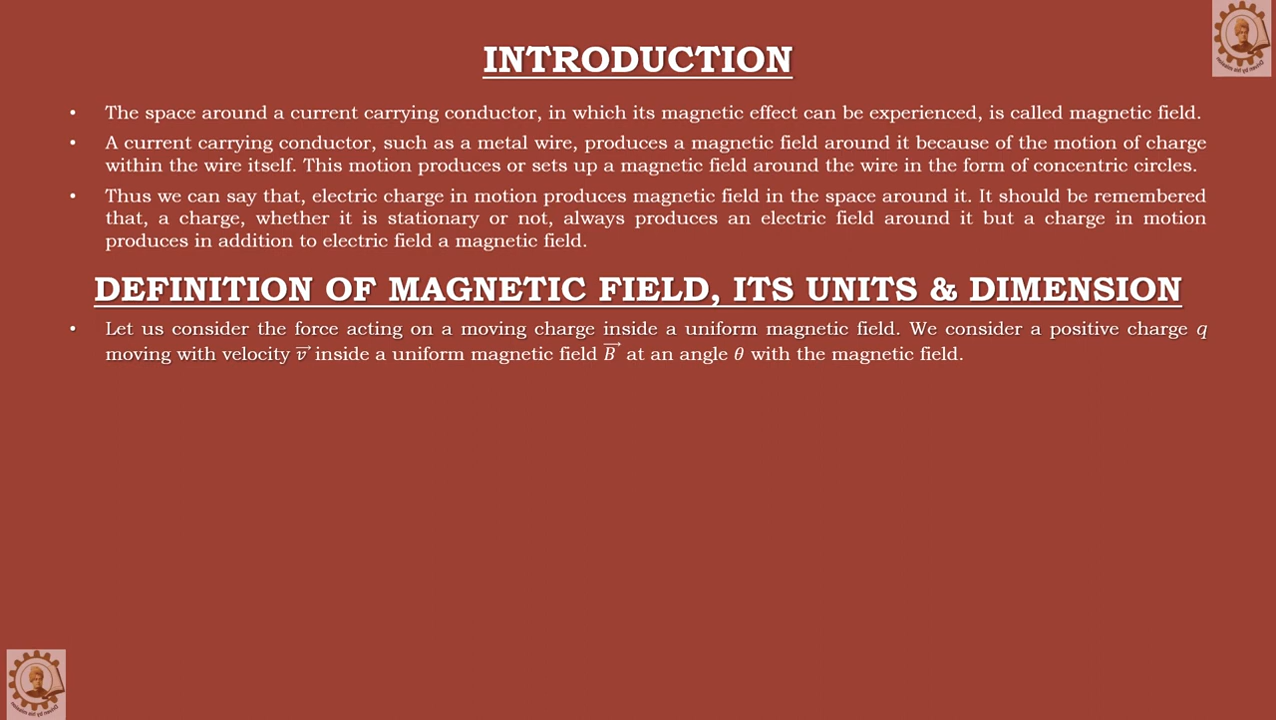 INTRODUCTION
• The space around a current carrying conductor, in which its magnetic effect can be experienced, is called magnetic field.
• A current carrying conductor, such as a metal wire, produces a magnetic field around it because of the motion of charge
within the wire itself. This motion produces or sets up a magnetic field around the wire in the form of concentric circles.
• Thus we can say that, electric charge in motion produces magnetic field in the space around it. It should be remembered
that, a charge, whether it is stationary or not, always produces an electric field around it but a charge in motion
produces in addition to electric field a magnetic field.
DEFINITION OF MAGNETIC FIELD, ITS UNITS & DIMENSION
• Let us consider the force acting on a moving charge inside a uniform magnetic field. We consider a positive charge q
moving with velocity v⃗ inside a uniform magnetic field B⃗ at an angle θ with the magnetic field.